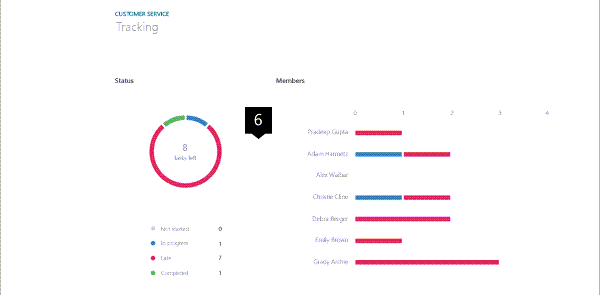 CUSTOMER SERVICE
Tracking
Status
Members
6
0 1 2 3 4
Pradeep Gupta
8
tasks left
Adam Harmetz
Alex Walber
Christie Cline
Debra Berger
Emily Brown
Grady Archie
Not started 0
In progress 1
Late 7
Completed 1